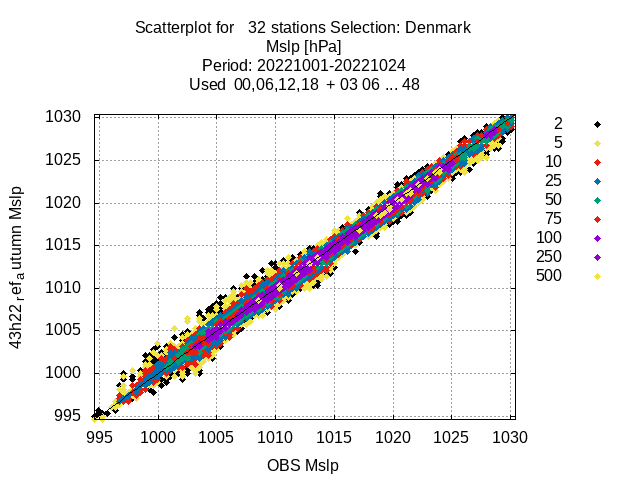 Scatterplot for 32 stations Selection: Denmark
Mslp [hPa]
Period: 20221001-20221024
Used 00,06,12,18 + 03 06 ... 48
1030
1025
1020
1015
1010
1005
1000
995
43h22_ref_autumn Mslp
995 1000 1005 1010 1015 1020 1025 1030
OBS Mslp
2
5
10
25
50
75
100
250
500